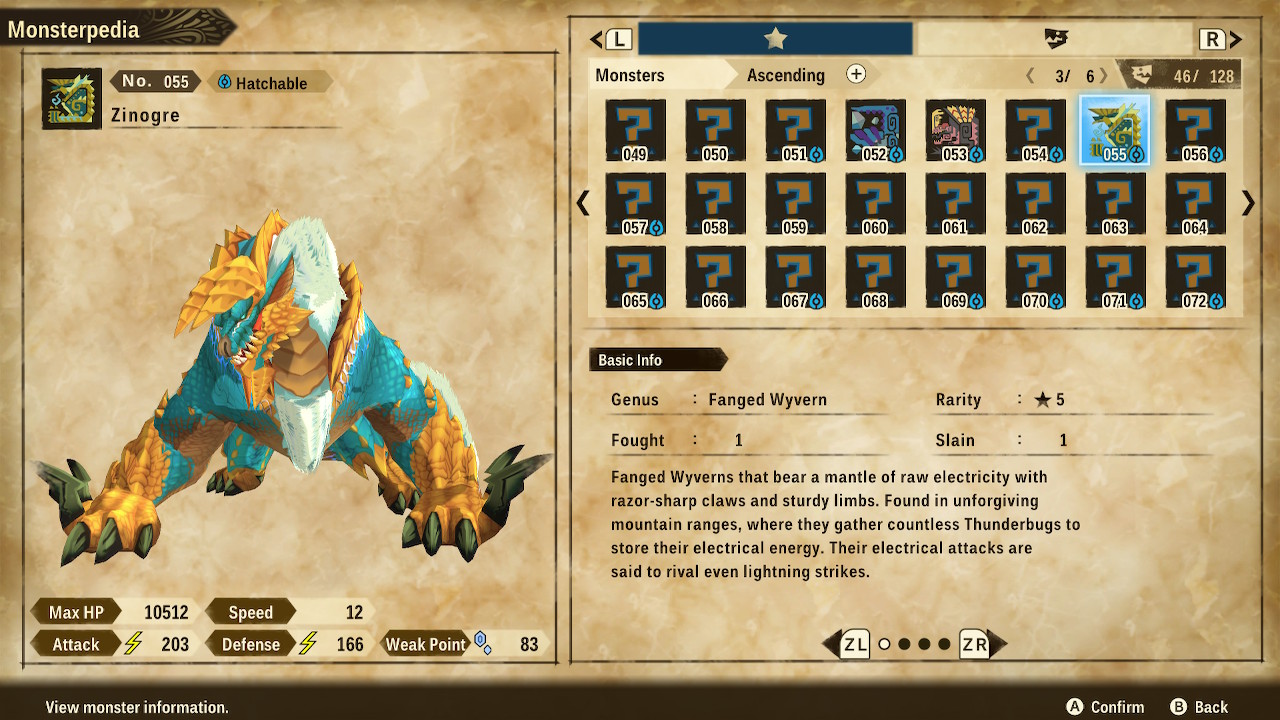 Monsterpedia
No. 055
Hatchable
Zinogre
Max HP 10512
Speed 12
Attack 203
Defense 166
Weak Point 83
L
R
Monsters
Ascending
3/ 6
46/ 128
049 050 051 052 053 054 055 056
057 058 059 060 061 062 063 064
065 066 067 068 069 070 071 072
Basic Info
Genus : Fanged Wyvern
Rarity : ★ 5
Fought : 1
Slain : 1
Fanged Wyverns that bear a mantle of raw electricity with
razor-sharp claws and sturdy limbs. Found in unforgiving
mountain ranges, where they gather countless Thunderbugs to
store their electrical energy. Their electrical attacks are
said to rival even lightning strikes.
ZL ZR
View monster information.
A Confirm B Back